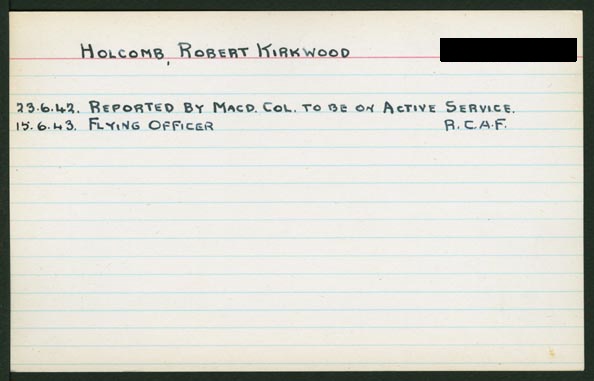 HOLCOMB, ROBERT KIRKWOOD
23.6.42. REPORTED BY MACD. COL. TO BE ON ACTIVE SERVICE.
15.6.43. FLYING OFFICER R.C.A.F.